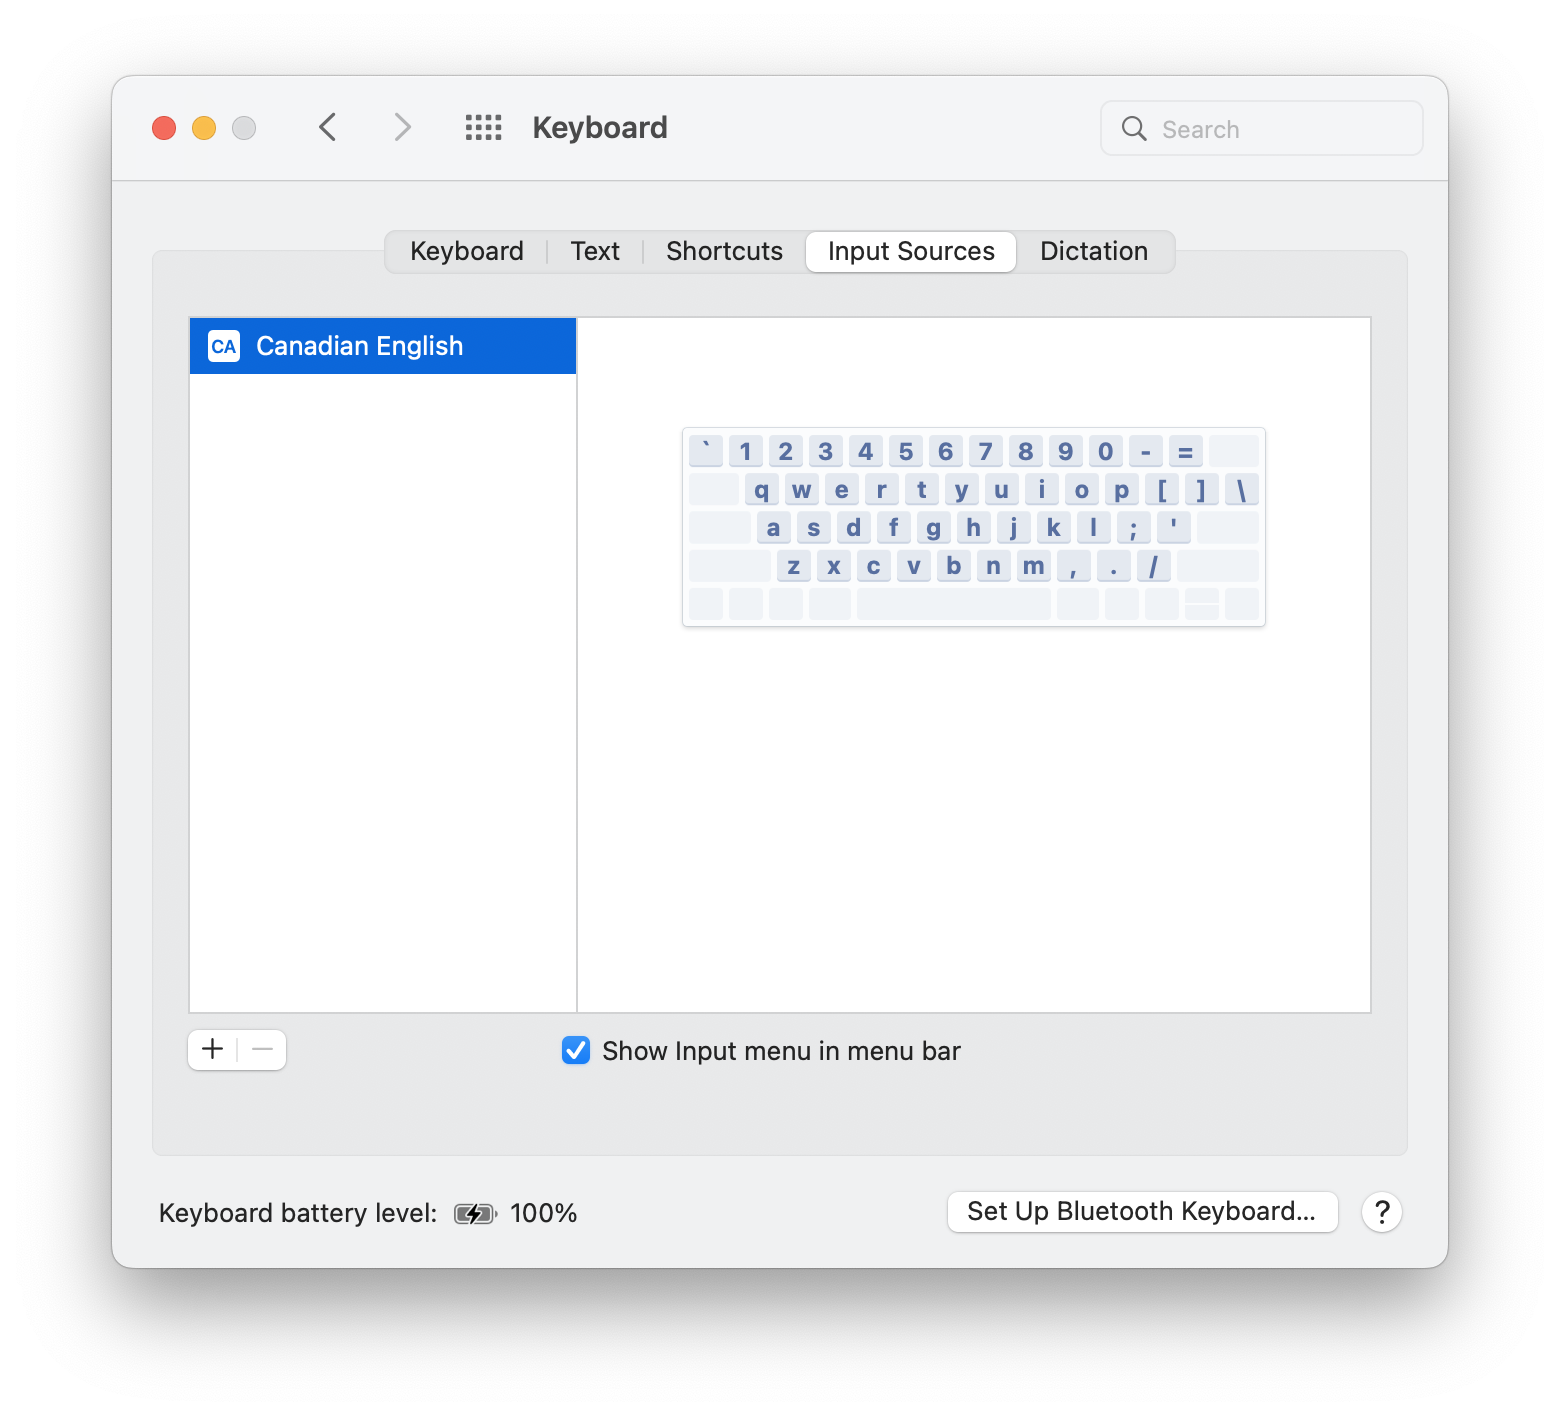 Keyboard
Search
Keyboard Text Shortcuts Input Sources Dictation
CA Canadian English
` 1 2 3 4 5 6 7 8 9 0 - =
q w e r t y u i o p [ ] \
a s d f g h j k l ; '
z x c v b n m , . /
+ −
Show Input menu in menu bar
Keyboard battery level: 100%
Set Up Bluetooth Keyboard... ?